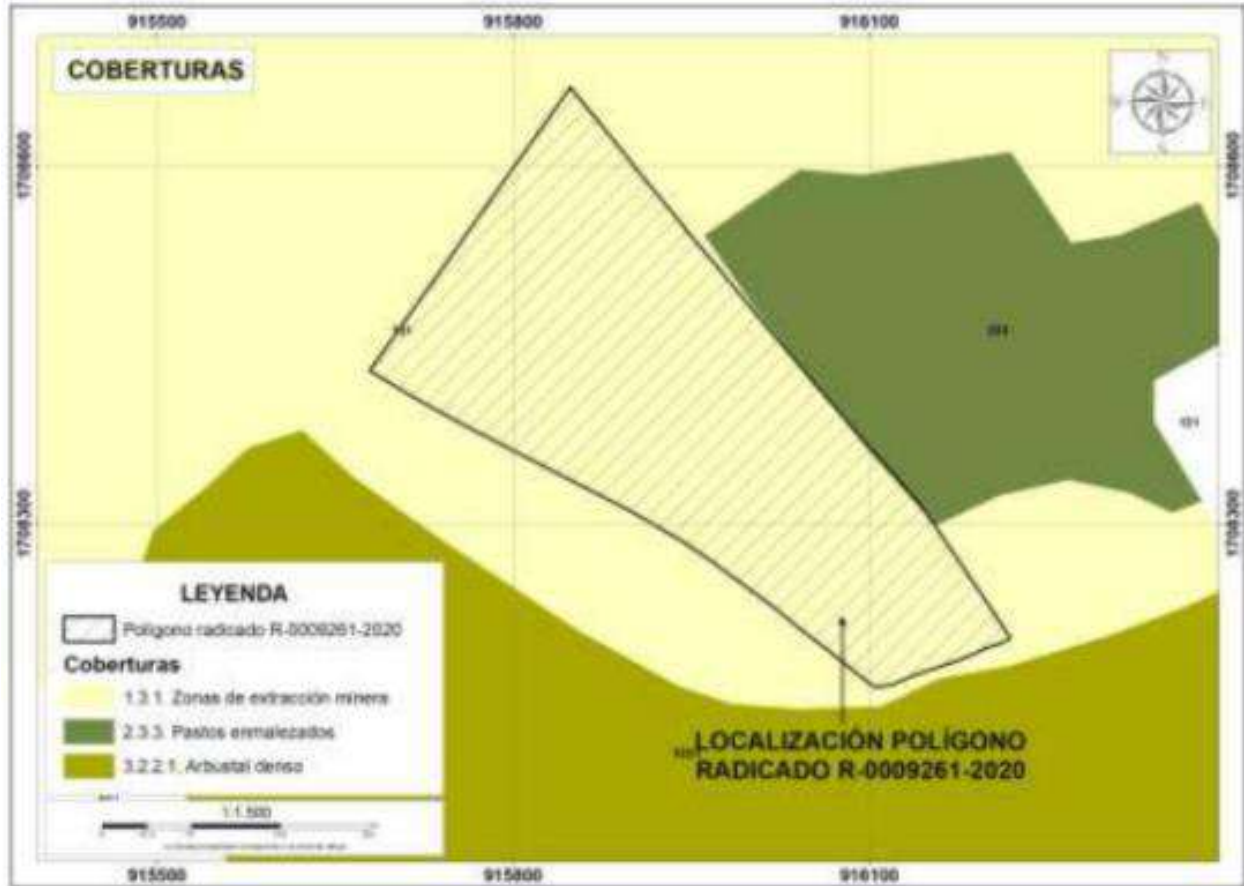 915500 915800 916100
COBERTURAS
1708600 1708600
1708300 1708300
LEYENDA
Polígono radicado R-0009261-2020
Coberturas
1.3.1. Zonas de extracción minera
2.3.3. Pastos enmalezados
3.2.2.1. Arbustal denso
1:1.500
LOCALIZACIÓN POLÍGONO
RADICADO R-0009261-2020
915500 915800 916100